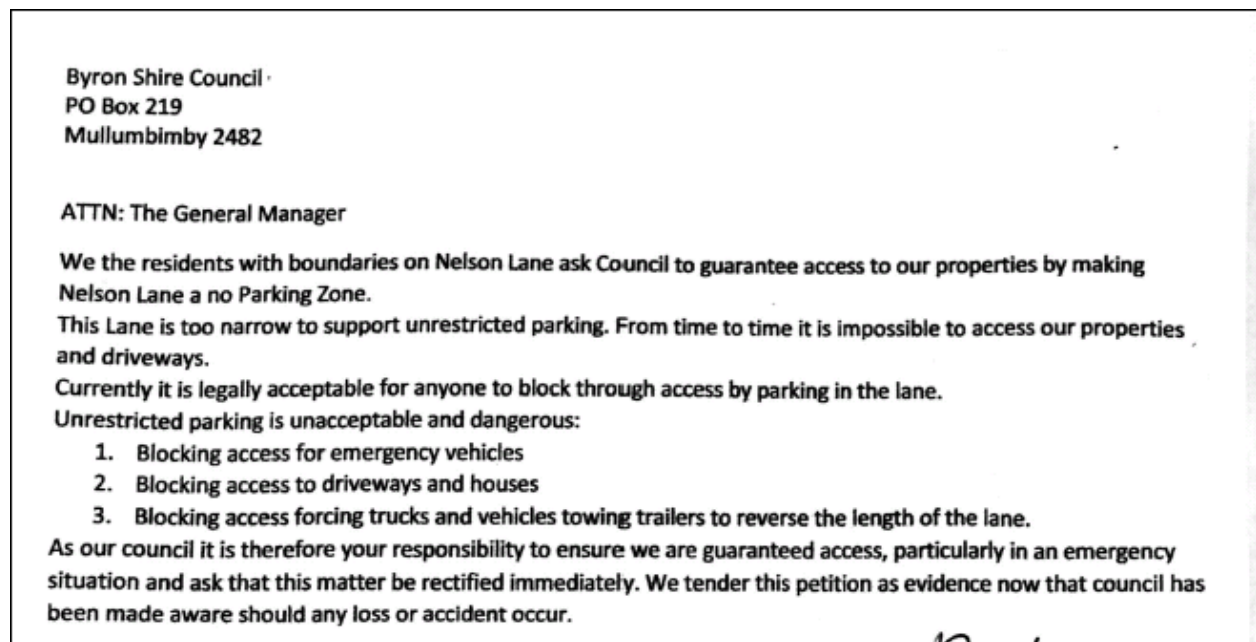 Byron Shire Council
PO Box 219
Mullumbimby 2482
ATTN: The General Manager
We the residents with boundaries on Nelson Lane ask Council to guarantee access to our properties by making
Nelson Lane a no Parking Zone.
This Lane is too narrow to support unrestricted parking. From time to time it is impossible to access our properties
and driveways.
Currently it is legally acceptable for anyone to block through access by parking in the lane.
Unrestricted parking is unacceptable and dangerous:
1. Blocking access for emergency vehicles
2. Blocking access to driveways and houses
3. Blocking access forcing trucks and vehicles towing trailers to reverse the length of the lane.
As our council it is therefore your responsibility to ensure we are guaranteed access, particularly in an emergency
situation and ask that this matter be rectified immediately. We tender this petition as evidence now that council has
been made aware should any loss or accident occur.